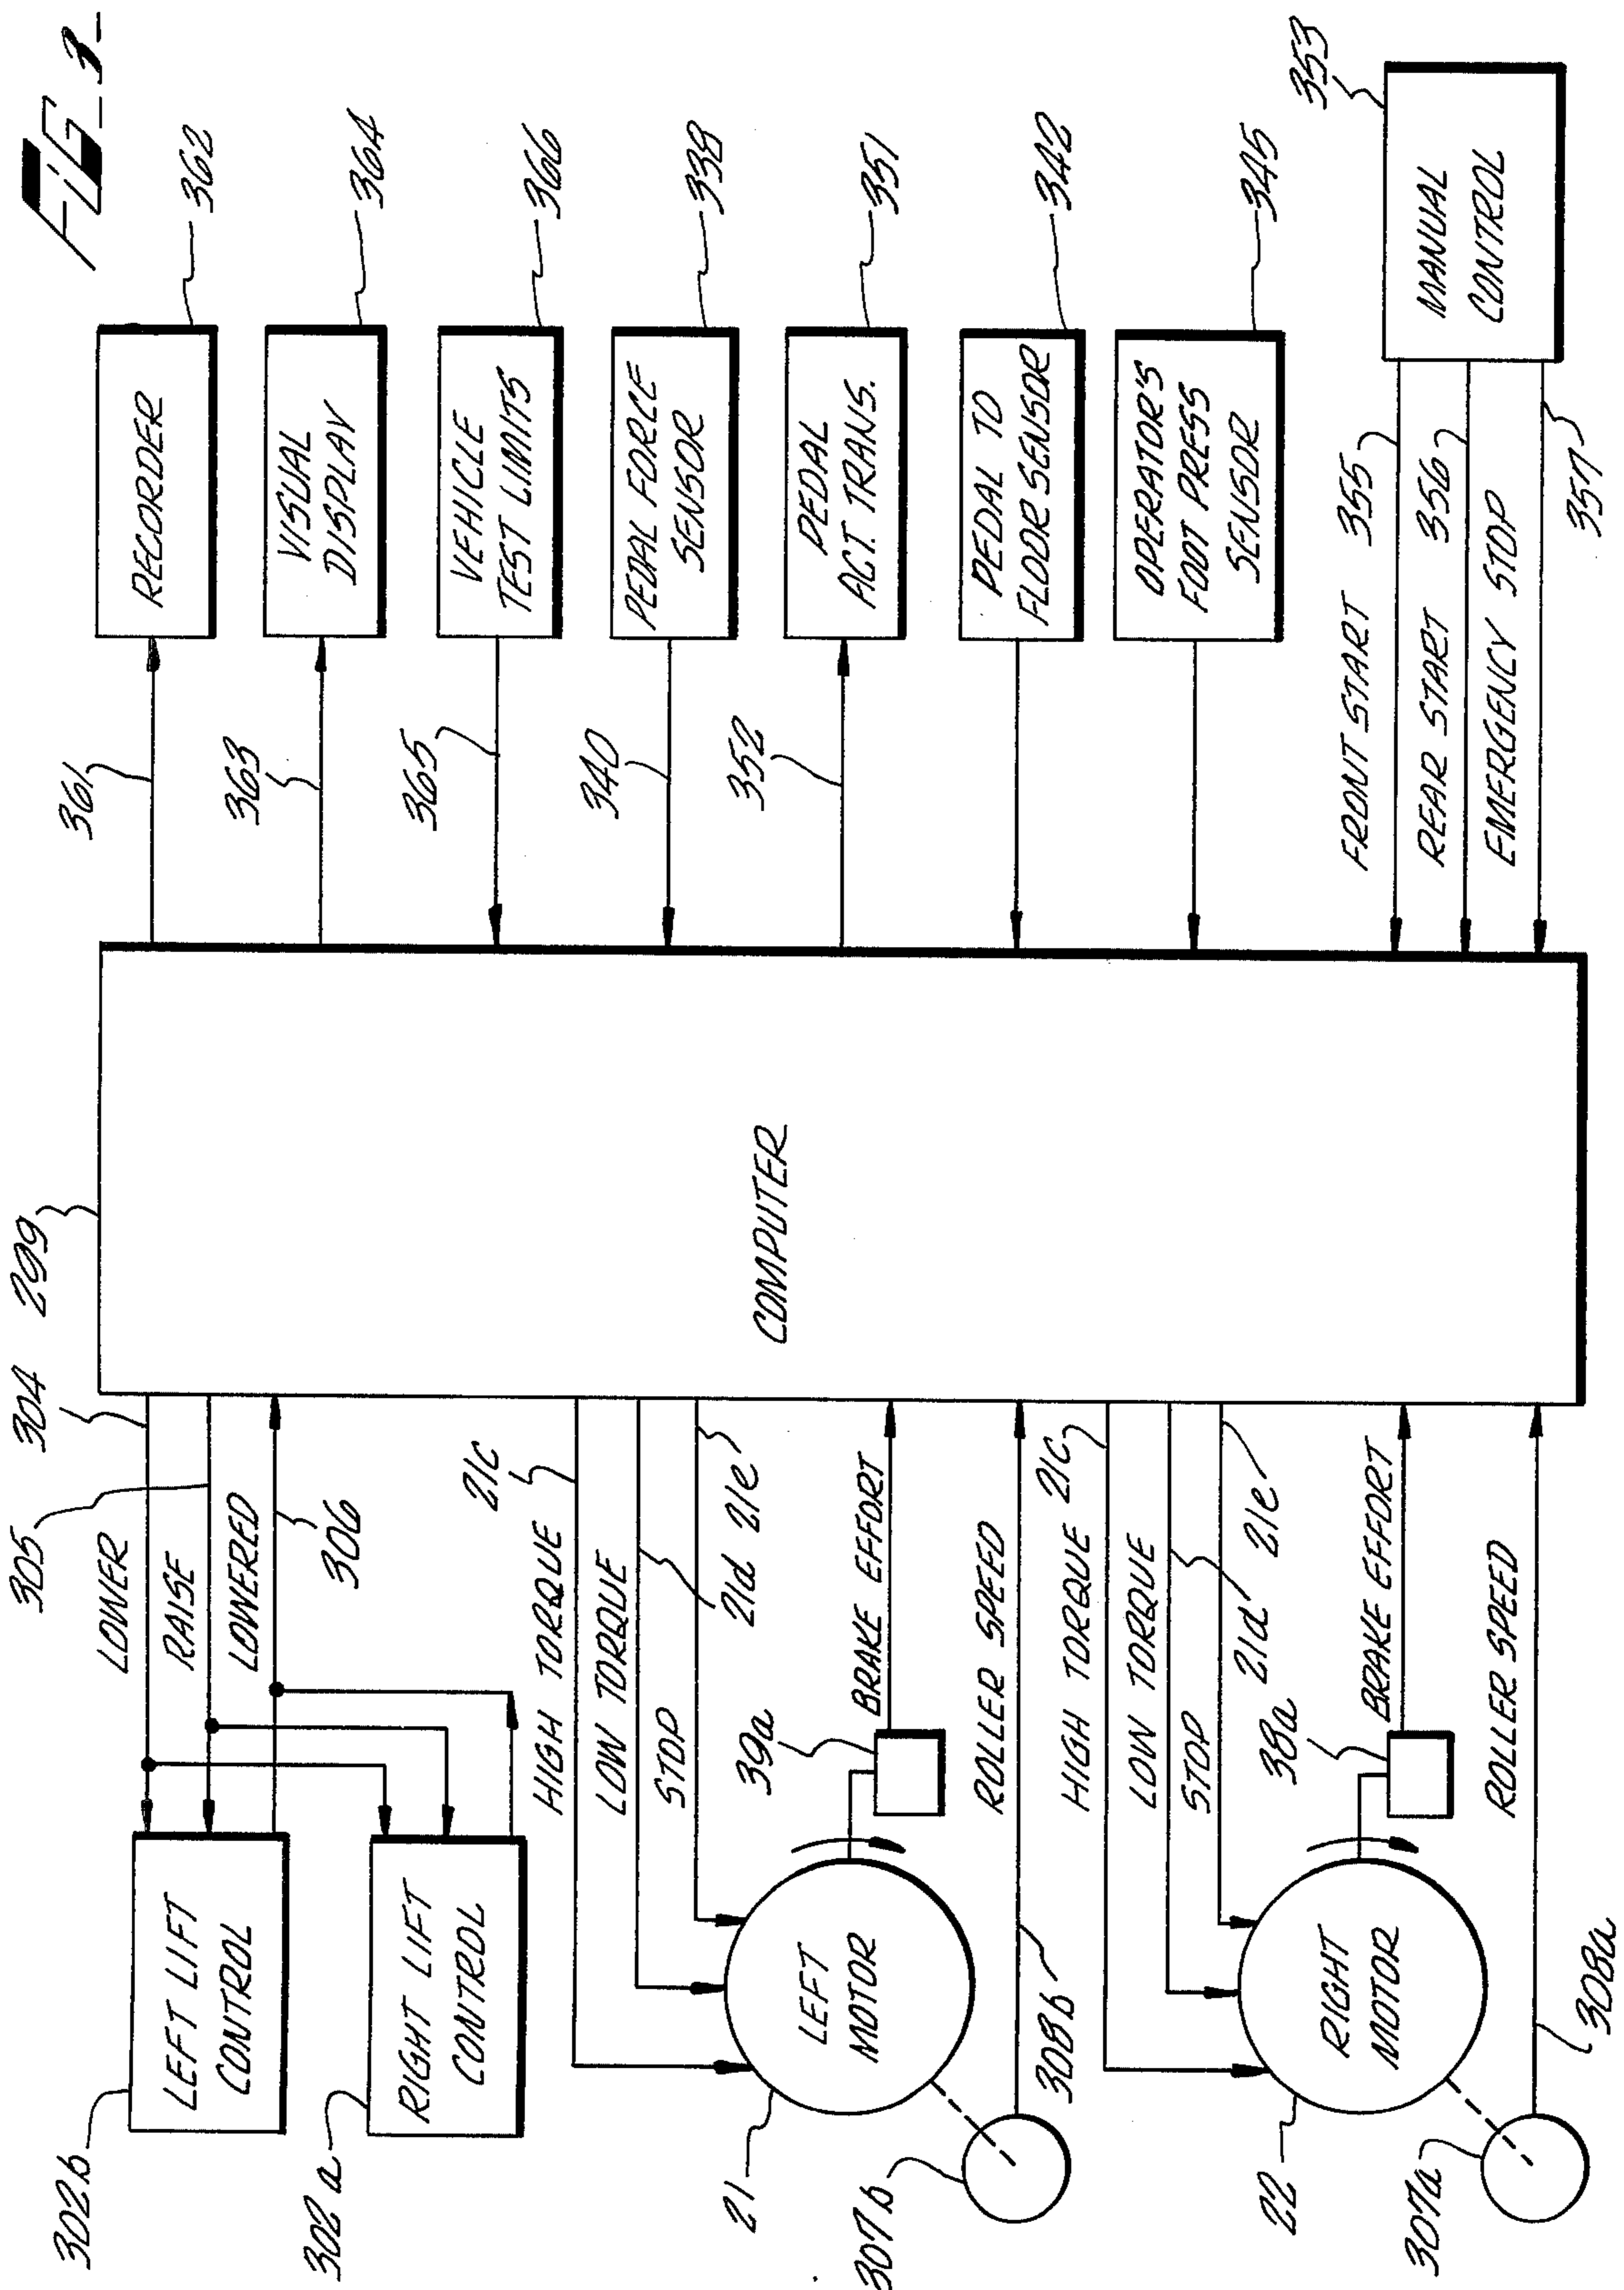 FIG_3_
302b
LEFT LIFT
CONTROL
302a
RIGHT LIFT
CONTROL
305
304
299
LOWER
RAISE
LOWERED
306
HIGH TORQUE
21c
LOW TORQUE
STOP
21d
21e
21
LEFT
MOTOR
39a
BRAKE EFFORT
ROLLER SPEED
307b
308b
HIGH TORQUE
21c
LOW TORQUE
STOP
21d'
21e'
22
RIGHT
MOTOR
38a
BRAKE EFFORT
ROLLER SPEED
307a
308a
COMPUTER
361
RECORDER
362
363
VISUAL
DISPLAY
364
365
VEHICLE
TEST LIMITS
366
340
PEDAL FORCE
SENSOR
338
352
PEDAL
ACT. TRANS.
351
PEDAL TO
FLOOR SENSOR
342
OPERATOR'S
FOOT PRESS
SENSOR
345
FRONT START
355
REAR START
356
EMERGENCY STOP
357
MANUAL
CONTROL
353